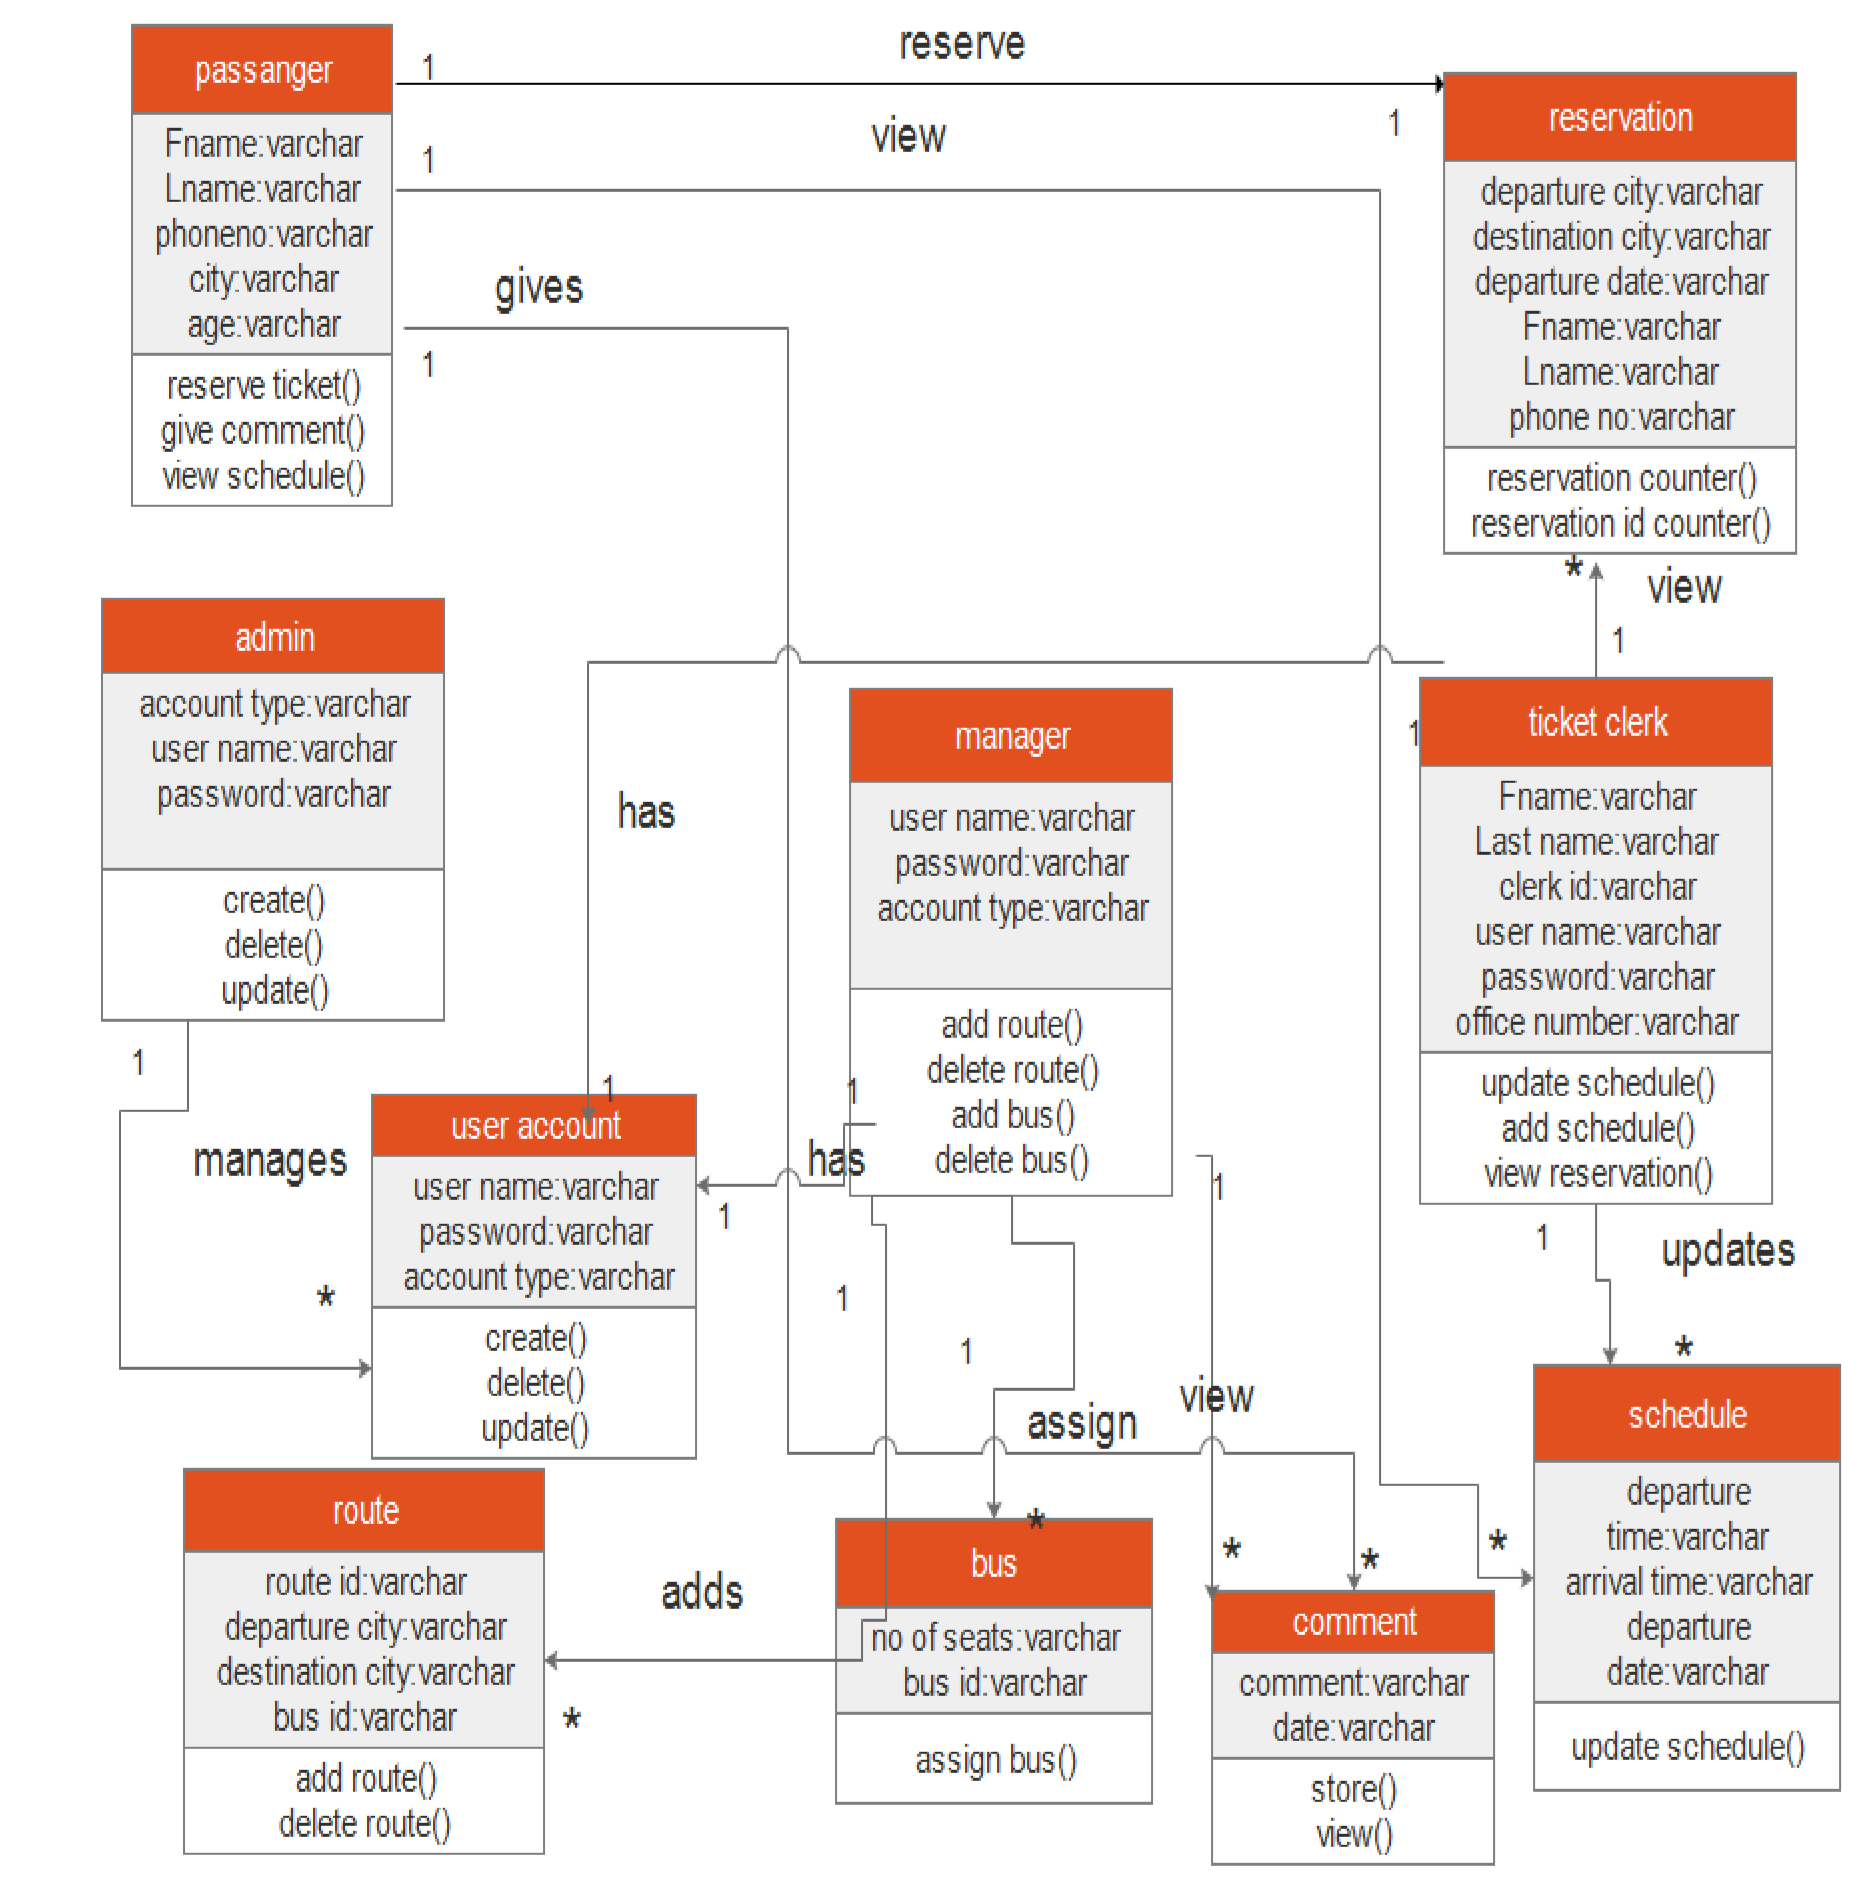 passanger
Fname:varchar
Lname:varchar
phoneno:varchar
city:varchar
age:varchar
reserve ticket()
give comment()
view schedule()
1
reserve
1
1
view
gives
1
reservation
departure city:varchar
destination city:varchar
departure date:varchar
Fname:varchar
Lname:varchar
phone no:varchar
reservation counter()
reservation id counter()
*
view
1
admin
account type:varchar
user name:varchar
password:varchar
create()
delete()
update()
1
manages
*
has
1
manager
user name:varchar
password:varchar
account type:varchar
add route()
delete route()
add bus()
delete bus()
1
has
1
1
1
1
ticket clerk
1
Fname:varchar
Last name:varchar
clerk id:varchar
user name:varchar
password:varchar
office number:varchar
update schedule()
add schedule()
view reservation()
1
updates
*
user account
user name:varchar
password:varchar
account type:varchar
create()
delete()
update()
view
assign
*
*
*
*
schedule
departure
time:varchar
arrival time:varchar
departure
date:varchar
update schedule()
route
route id:varchar
departure city:varchar
destination city:varchar
bus id:varchar
add route()
delete route()
adds
*
bus
no of seats:varchar
bus id:varchar
assign bus()
comment
comment:varchar
date:varchar
store()
view()